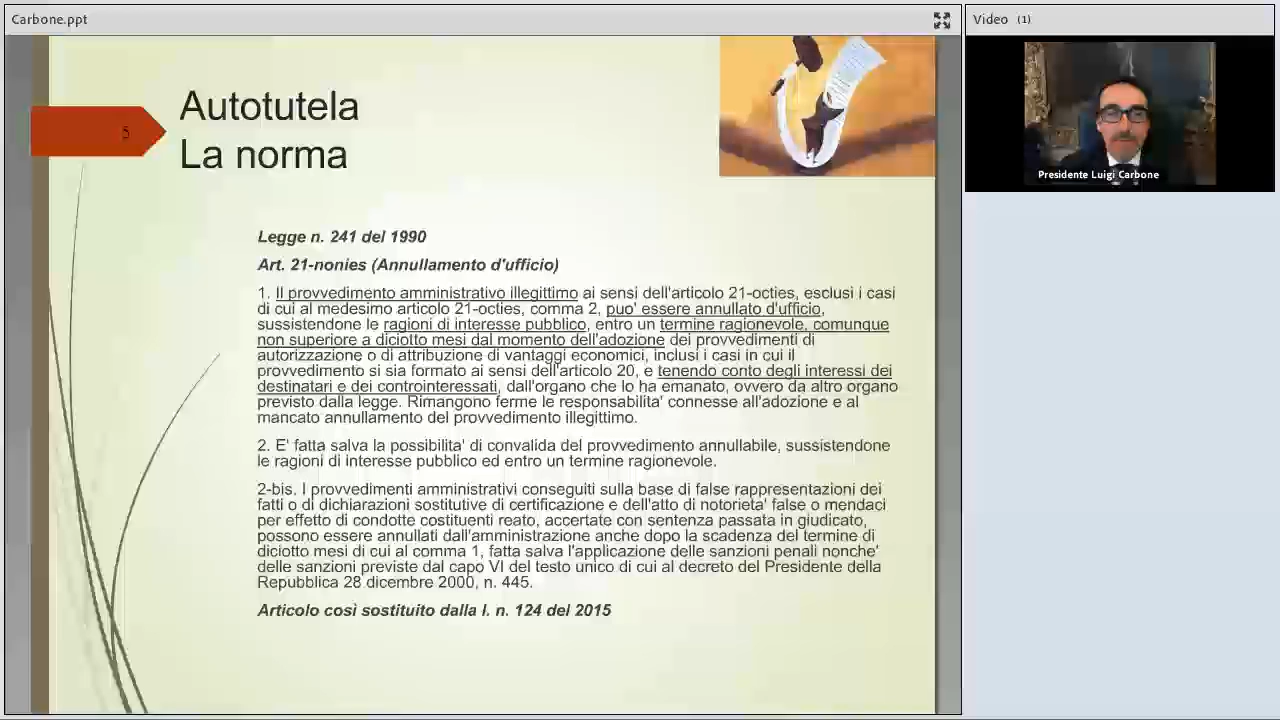 Carbone.ppt
Video (1)
Autotutela
La norma
5
Presidente Luigi Carbone
Legge n. 241 del 1990
Art. 21-nonies (Annullamento d'ufficio)
1. Il provvedimento amministrativo illegittimo ai sensi dell'articolo 21-octies, esclusi i casi
di cui al medesimo articolo 21-octies, comma 2, puo' essere annullato d'ufficio,
sussistendone le ragioni di interesse pubblico, entro un termine ragionevole, comunque
non superiore a diciotto mesi dal momento dell'adozione dei provvedimenti di
autorizzazione o di attribuzione di vantaggi economici, inclusi i casi in cui il
provvedimento si sia formato ai sensi dell'articolo 20, e tenendo conto degli interessi dei
destinatari e dei controinteressati, dall'organo che lo ha emanato, ovvero da altro organo
previsto dalla legge. Rimangono ferme le responsabilita' connesse all'adozione e al
mancato annullamento del provvedimento illegittimo.
2. E' fatta salva la possibilita' di convalida del provvedimento annullabile, sussistendone
le ragioni di interesse pubblico ed entro un termine ragionevole.
2-bis. I provvedimenti amministrativi conseguiti sulla base di false rappresentazioni dei
fatti o di dichiarazioni sostitutive di certificazione e dell'atto di notorieta' false o mendaci
per effetto di condotte costituenti reato, accertate con sentenza passata in giudicato,
possono essere annullati dall'amministrazione anche dopo la scadenza del termine di
diciotto mesi di cui al comma 1, fatta salva l'applicazione delle sanzioni penali nonche'
delle sanzioni previste dal capo VI del testo unico di cui al decreto del Presidente della
Repubblica 28 dicembre 2000, n. 445.
Articolo così sostituito dalla l. n. 124 del 2015